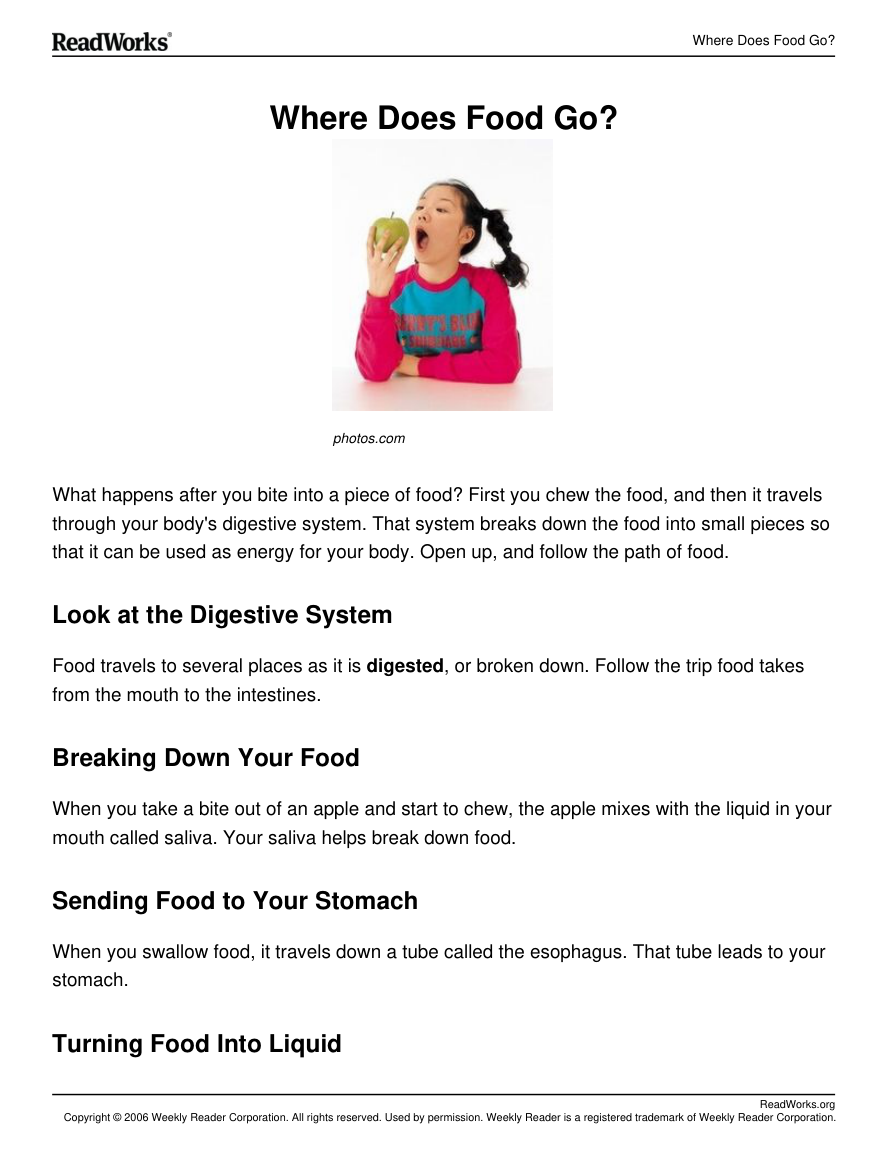 ReadWorks®
Where Does Food Go?
Where Does Food Go?
photos.com
What happens after you bite into a piece of food? First you chew the food, and then it travels
through your body's digestive system. That system breaks down the food into small pieces so
that it can be used as energy for your body. Open up, and follow the path of food.
Look at the Digestive System
Food travels to several places as it is digested, or broken down. Follow the trip food takes
from the mouth to the intestines.
Breaking Down Your Food
When you take a bite out of an apple and start to chew, the apple mixes with the liquid in your
mouth called saliva. Your saliva helps break down food.
Sending Food to Your Stomach
When you swallow food, it travels down a tube called the esophagus. That tube leads to your
stomach.
Turning Food Into Liquid
ReadWorks.org
Copyright © 2006 Weekly Reader Corporation. All rights reserved. Used by permission. Weekly Reader is a registered trademark of Weekly Reader Corporation.